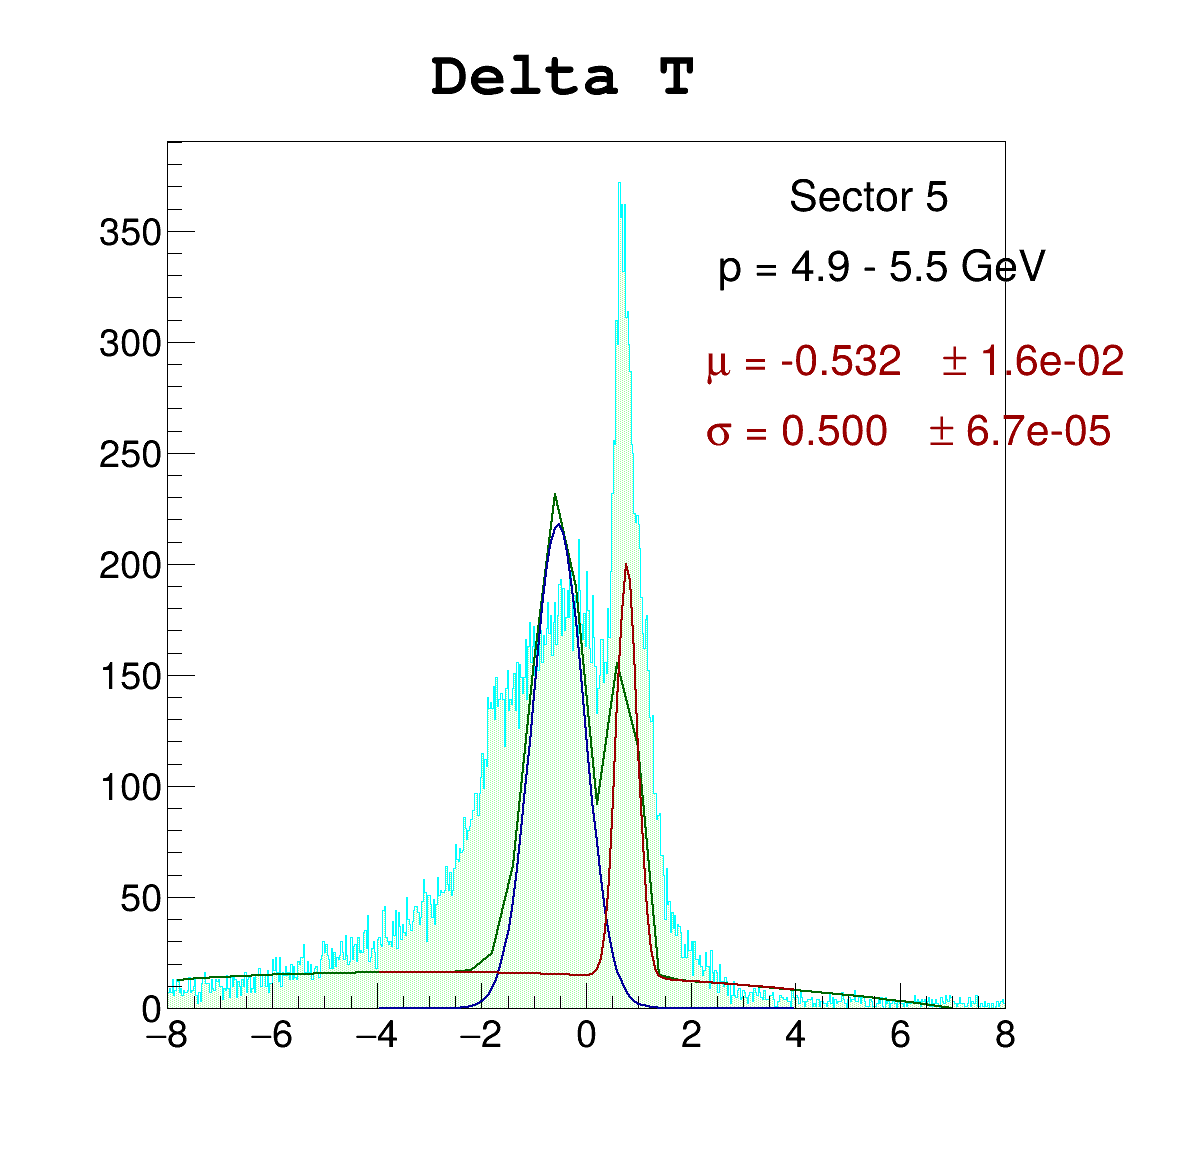 Delta T
Sector 5
p = 4.9 - 5.5 GeV
μ = -0.532 ± 1.6e-02
σ = 0.500 ± 6.7e-05
350
300
250
200
150
100
50
0
−8 −6 −4 −2 0 2 4 6 8